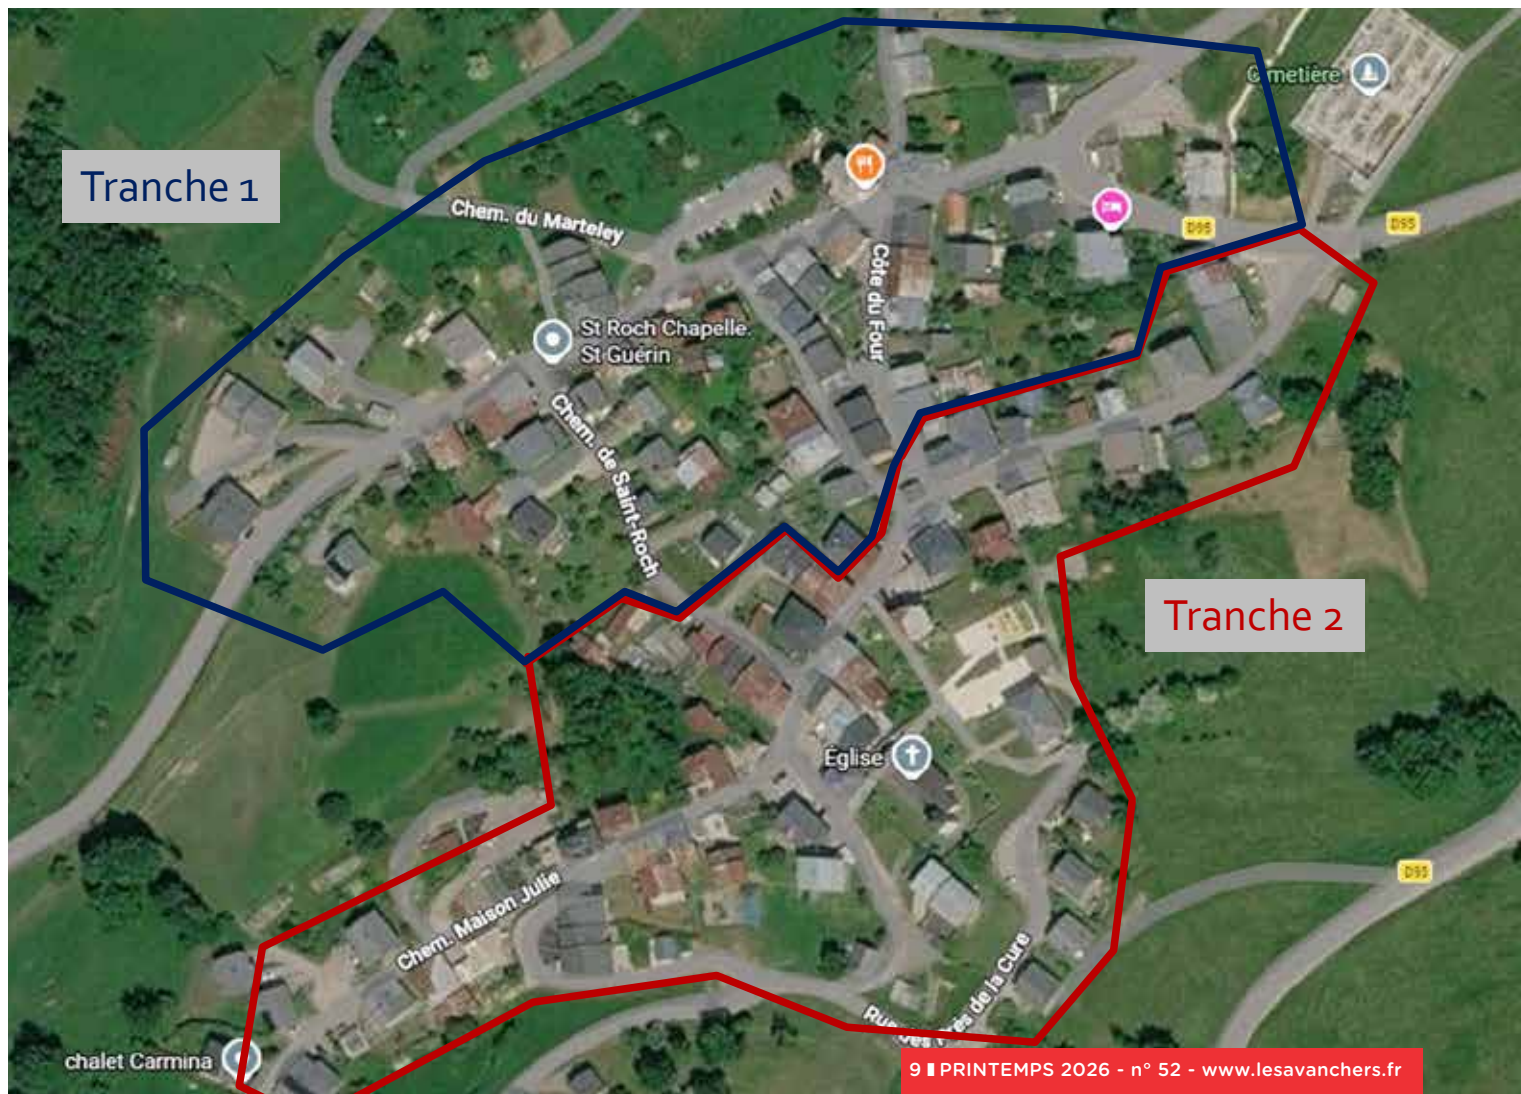 Cimetière
Tranche 1
Chem. du Marteley
D95
D95
Côte du Four
St Roch Chapelle.
St Guérin
Chem. de Saint-Roch
Tranche 2
Église
D95
Chem. Maison Julie
Rue des Prés de la Cure
chalet Carmina
9 PRINTEMPS 2026 - n° 52 - www.lesavanchers.fr